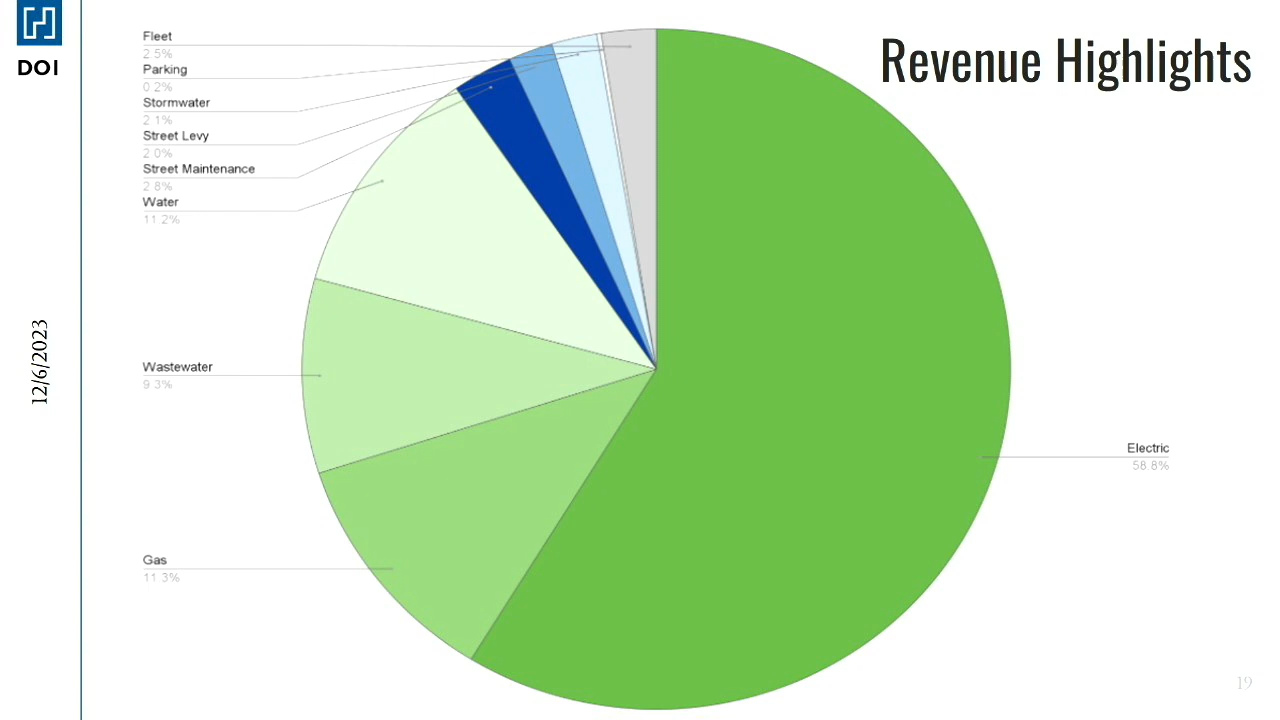 DOI
Revenue Highlights
Fleet
2.5%
Parking
0.2%
Stormwater
2.1%
Street Levy
2.0%
Street Maintenance
2.8%
Water
11.2%
Wastewater
9.3%
Gas
11.3%
Electric
58.8%
12/6/2023
19